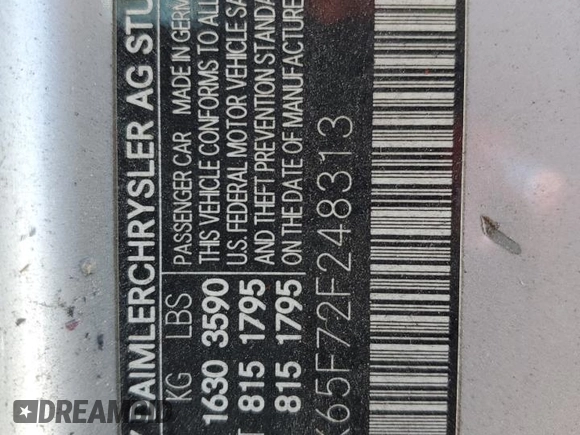 DAIMLERCHRYSLER AG STU
KG LBS PASSENGER CAR MADE IN GERM
1630 3590 THIS VEHICLE CONFORMS TO ALL
U.S. FEDERAL MOTOR VEHICLE SA
815 1795 AND THEFT PREVENTION STANDA
815 1795 ON THE DATE OF MANUFACTURE
K65F72F248313
DREAMBID